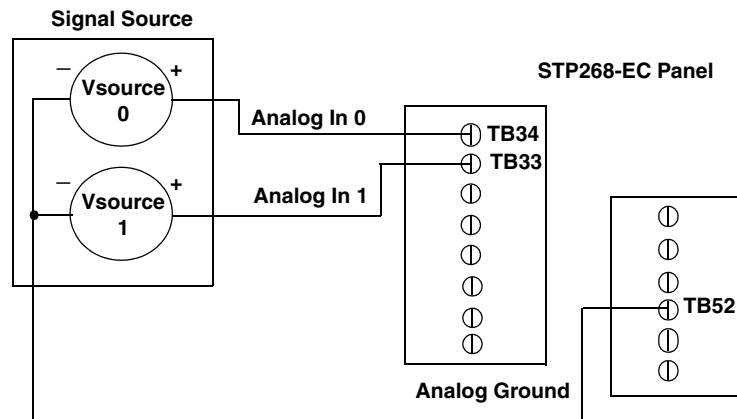 Signal Source
STP268-EC Panel
– +
Vsource
0
Analog In 0
TB34
TB33
– +
Vsource
1
Analog In 1
TB52
Analog Ground